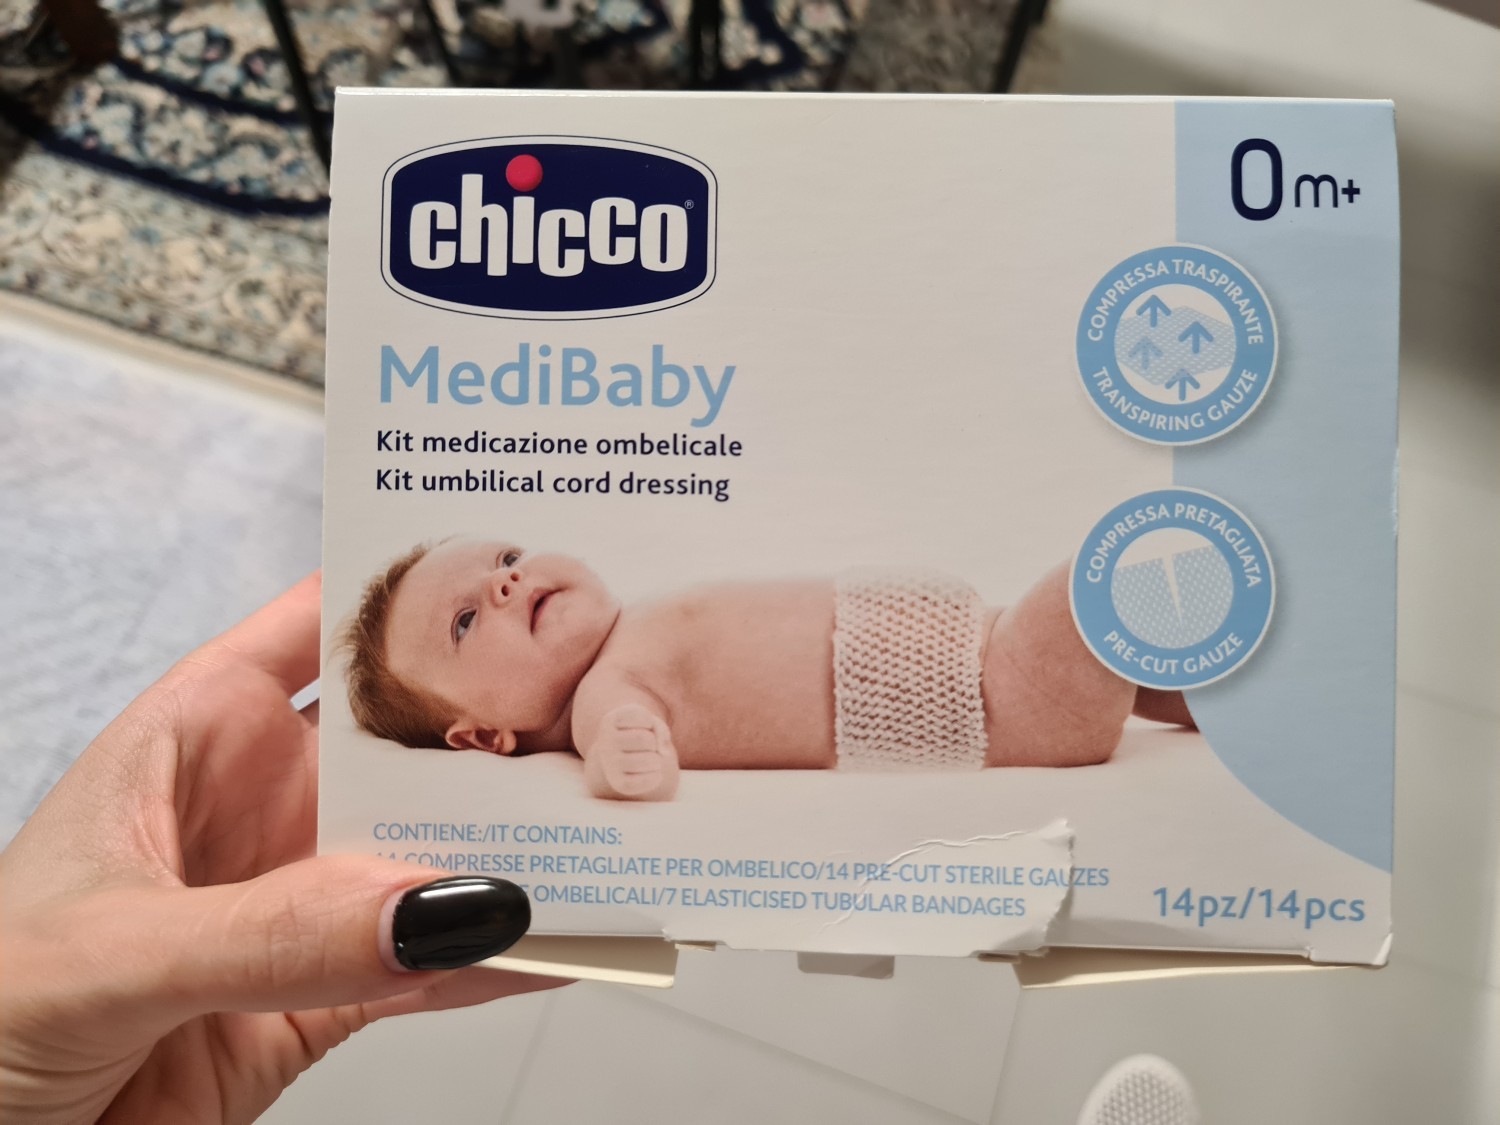 chicco®
0m+
MediBaby
Kit medicazione ombelicale
Kit umbilical cord dressing
COMPRESSA TRASPIRANTE
TRANSPIRING GAUZE
COMPRESSA PRETAGLIATA
PRE-CUT GAUZE
CONTIENE:/IT CONTAINS:
COMPRESSE PRETAGLIATE PER OMBELICO/14 PRE-CUT STERILE GAUZES
OMBELICALI/7 ELASTICISED TUBULAR BANDAGES
14pz/14pcs